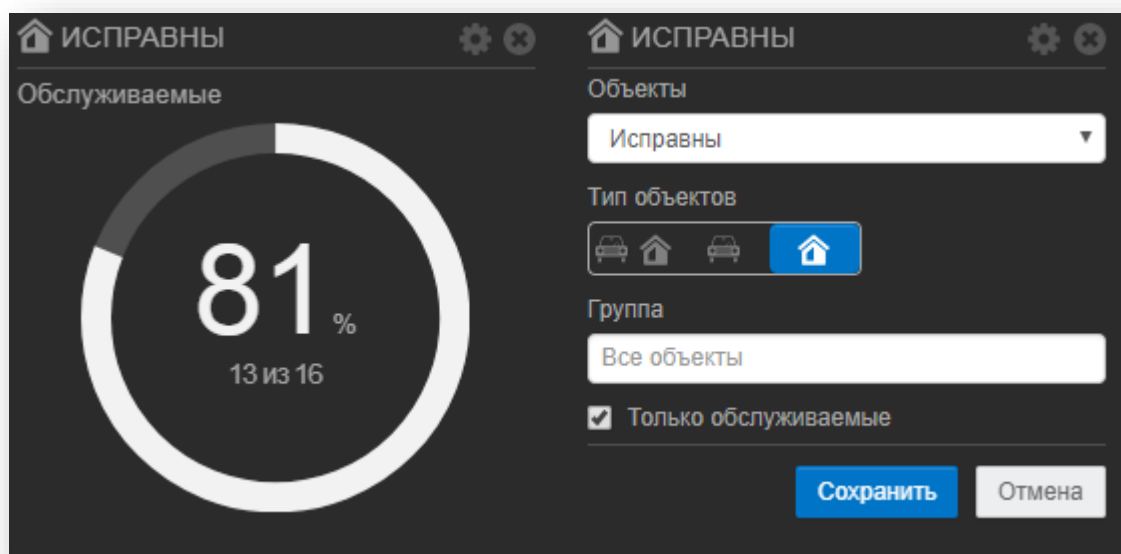 ИСПРАВНЫ
Обслуживаемые
81 %
13 из 16
ИСПРАВНЫ
Объекты
Исправны
Тип объектов
Группа
Все объекты
Только обслуживаемые
Сохранить Отмена